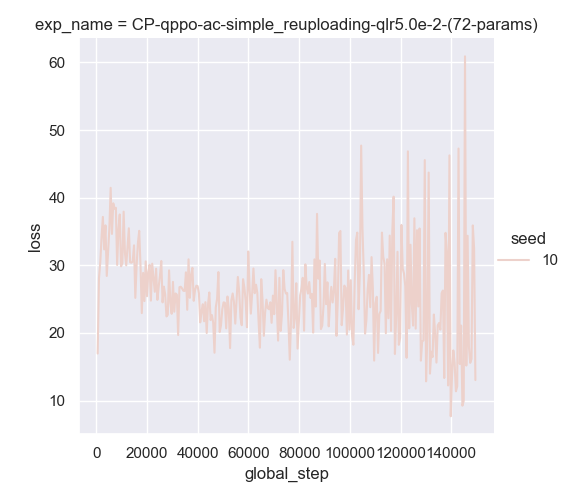 exp_name = CP-qppo-ac-simple_reuploading-qlr5.0e-2-(72-params)
60
50
40
30
20
10
loss
seed
10
0 20000 40000 60000 80000 100000 120000 140000
global_step